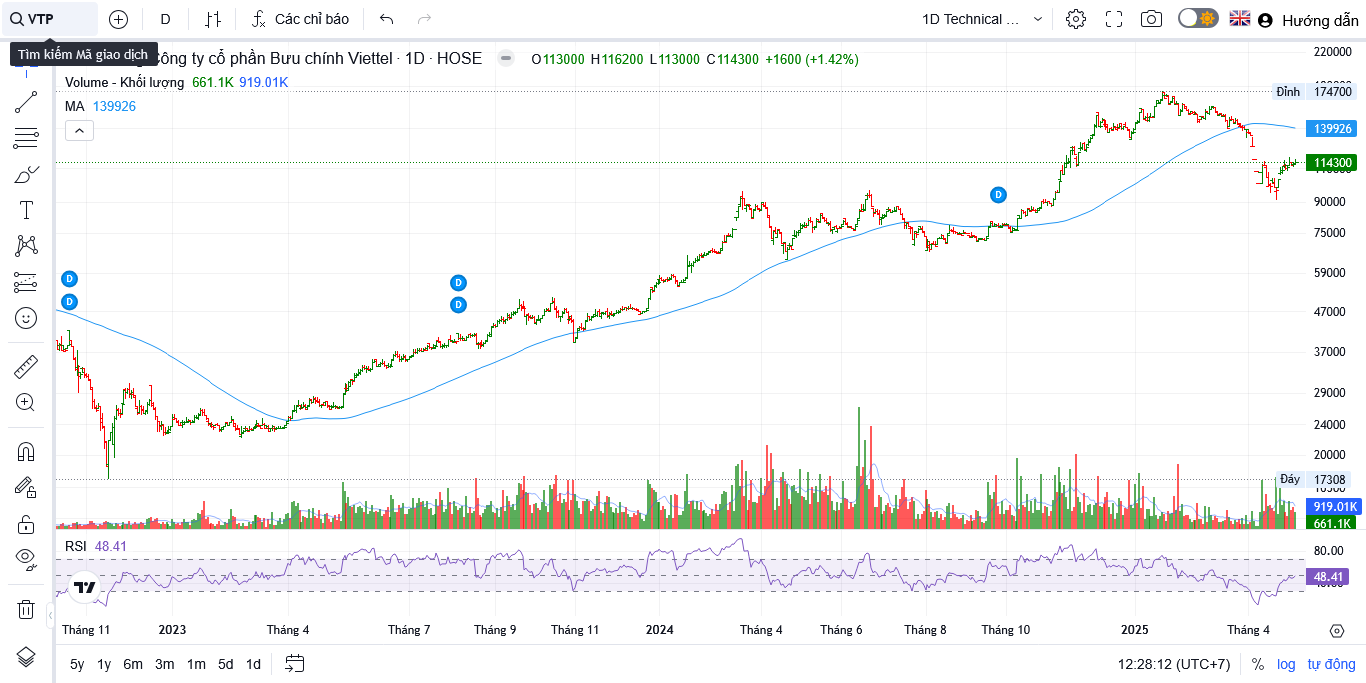 VTP
D
Các chỉ báo
1D Technical ...
Hướng dẫn
Tìm kiếm Mã giao dịch
Công ty cổ phần Bưu chính Viettel · 1D · HOSE O113000 H116200 L113000 C114300 +1600 (+1.42%)
Volume - Khối lượng 661.1K 919.01K
MA 139926
220000
Đỉnh 174700
139926
114300
90000
75000
59000
47000
37000
29000
24000
20000
Đáy 17308
919.01K
661.1K
D
D
D
D
D
RSI 48.41
80.00
48.41
Tháng 11 2023 Tháng 4 Tháng 7 Tháng 9 Tháng 11 2024 Tháng 4 Tháng 6 Tháng 8 Tháng 10 2025 Tháng 4
5y 1y 6m 3m 1m 5d 1d
12:28:12 (UTC+7) % log tự động